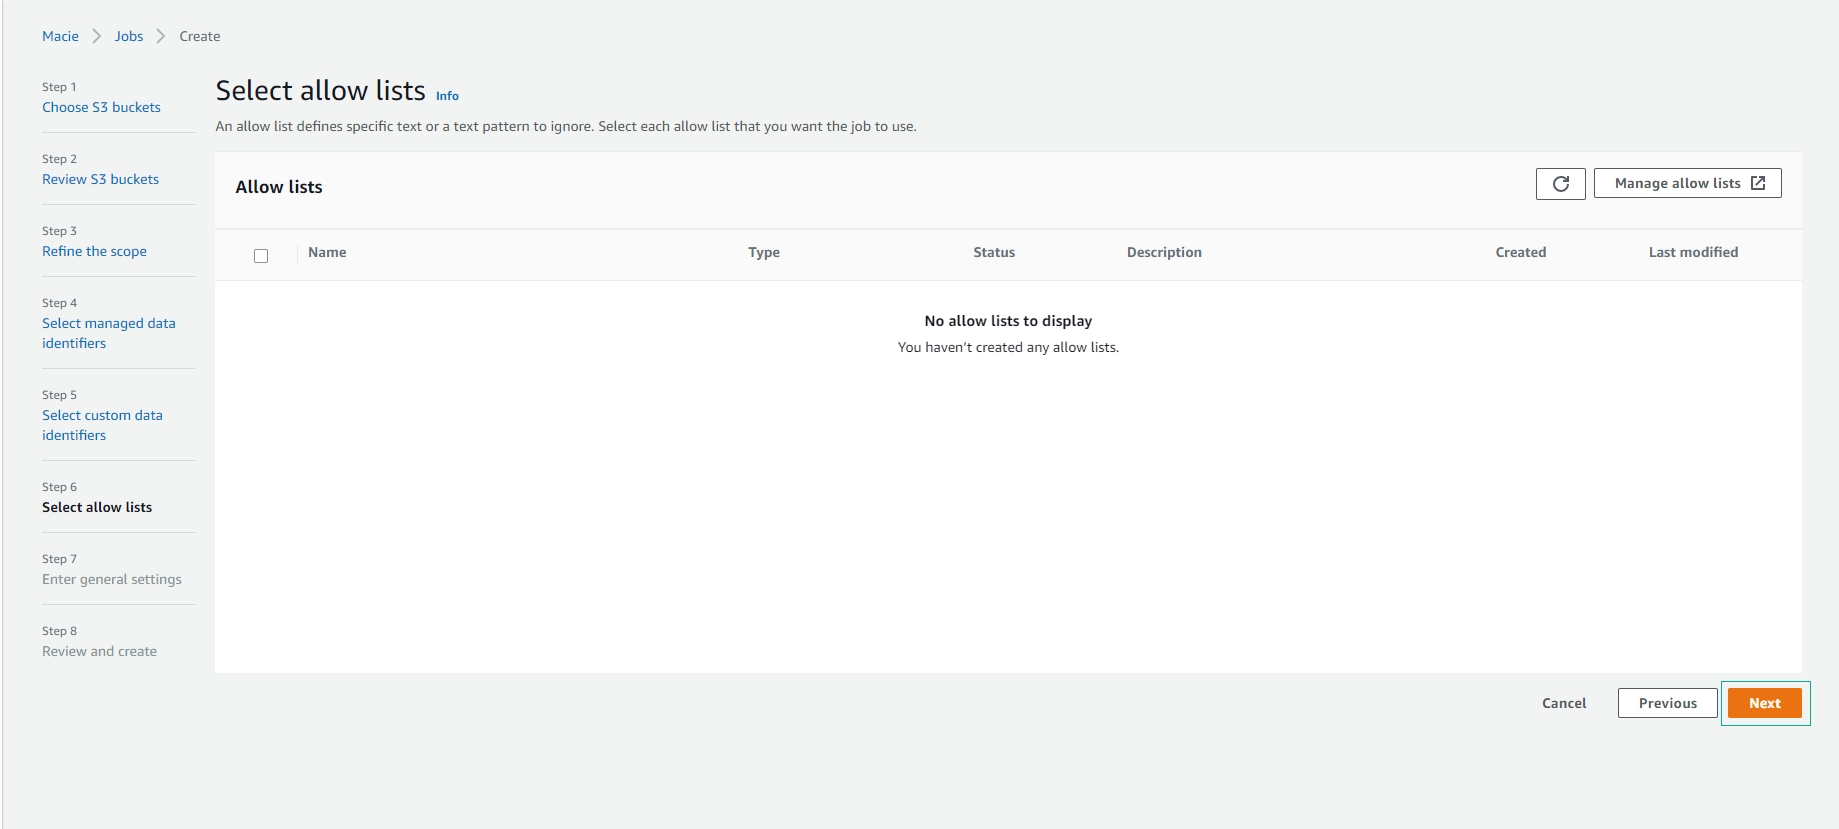 Macie > Jobs > Create
Step 1
Choose S3 buckets
Step 2
Review S3 buckets
Step 3
Refine the scope
Step 4
Select managed data
identifiers
Step 5
Select custom data
identifiers
Step 6
Select allow lists
Step 7
Enter general settings
Step 8
Review and create
Select allow lists Info
An allow list defines specific text or a text pattern to ignore. Select each allow list that you want the job to use.
Allow lists
Manage allow lists
Name Type Status Description Created Last modified
No allow lists to display
You haven't created any allow lists.
Cancel Previous Next